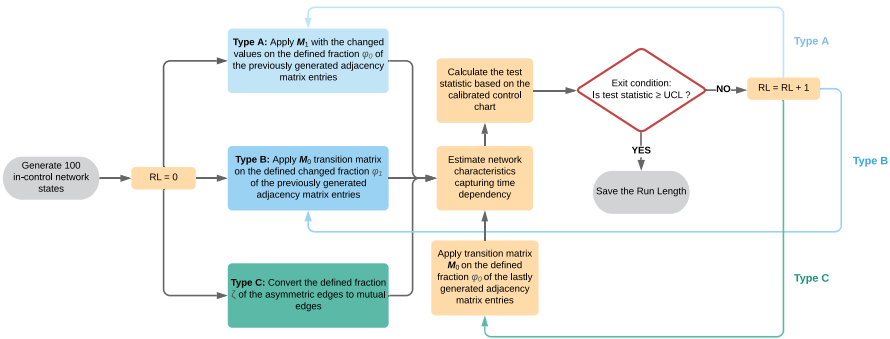 Generate 100
in-control network
states
RL = 0
Type A: Apply M1 with the changed
values on the defined fraction φ0 of
the previously generated adjacency
matrix entries
Type B: Apply M0 transition matrix
on the defined changed fraction φ1
of the previously generated
adjacency matrix entries
Type C: Convert the defined fraction
ζ of the asymmetric edges to mutual
edges
Calculate the test
statistic based on the
calibrated control
chart
Estimate network
characteristics
capturing time
dependency
Apply transition matrix
M0 on the defined
fraction φ0 of the lastly
generated adjacency
matrix entries
Exit condition:
Is test statistic ≥ UCL ?
YES
Save the Run Length
NO
RL = RL + 1
Type A
Type B
Type C